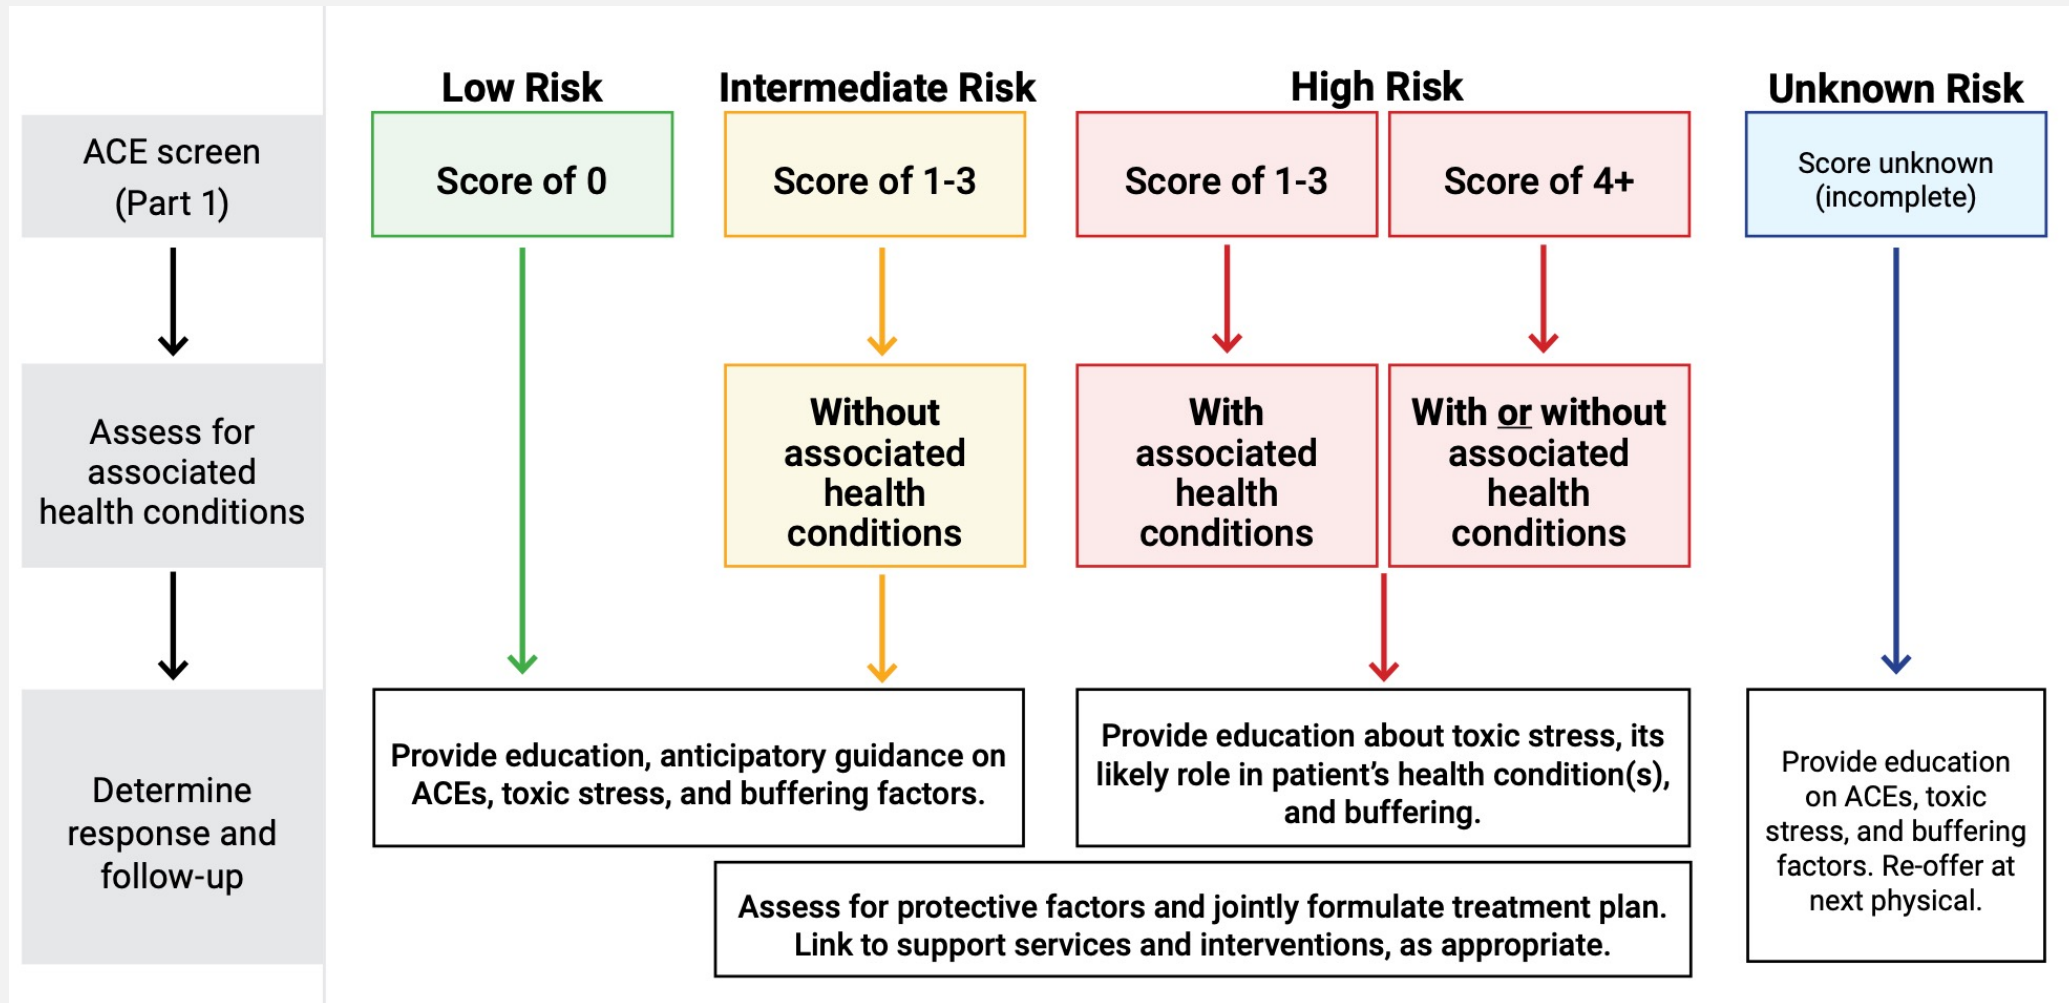 Low Risk
Intermediate Risk
High Risk
Unknown Risk
ACE screen
(Part 1)
Score of 0
Score of 1-3
Score of 1-3
Score of 4+
Score unknown
(incomplete)
Assess for
associated
health conditions
Without
associated
health
conditions
With
associated
health
conditions
With or without
associated
health
conditions
Determine
response and
follow-up
Provide education, anticipatory guidance on
ACEs, toxic stress, and buffering factors.
Provide education about toxic stress, its
likely role in patient’s health condition(s),
and buffering.
Assess for protective factors and jointly formulate treatment plan.
Link to support services and interventions, as appropriate.
Provide education
on ACEs, toxic
stress, and buffering
factors. Re-offer at
next physical.